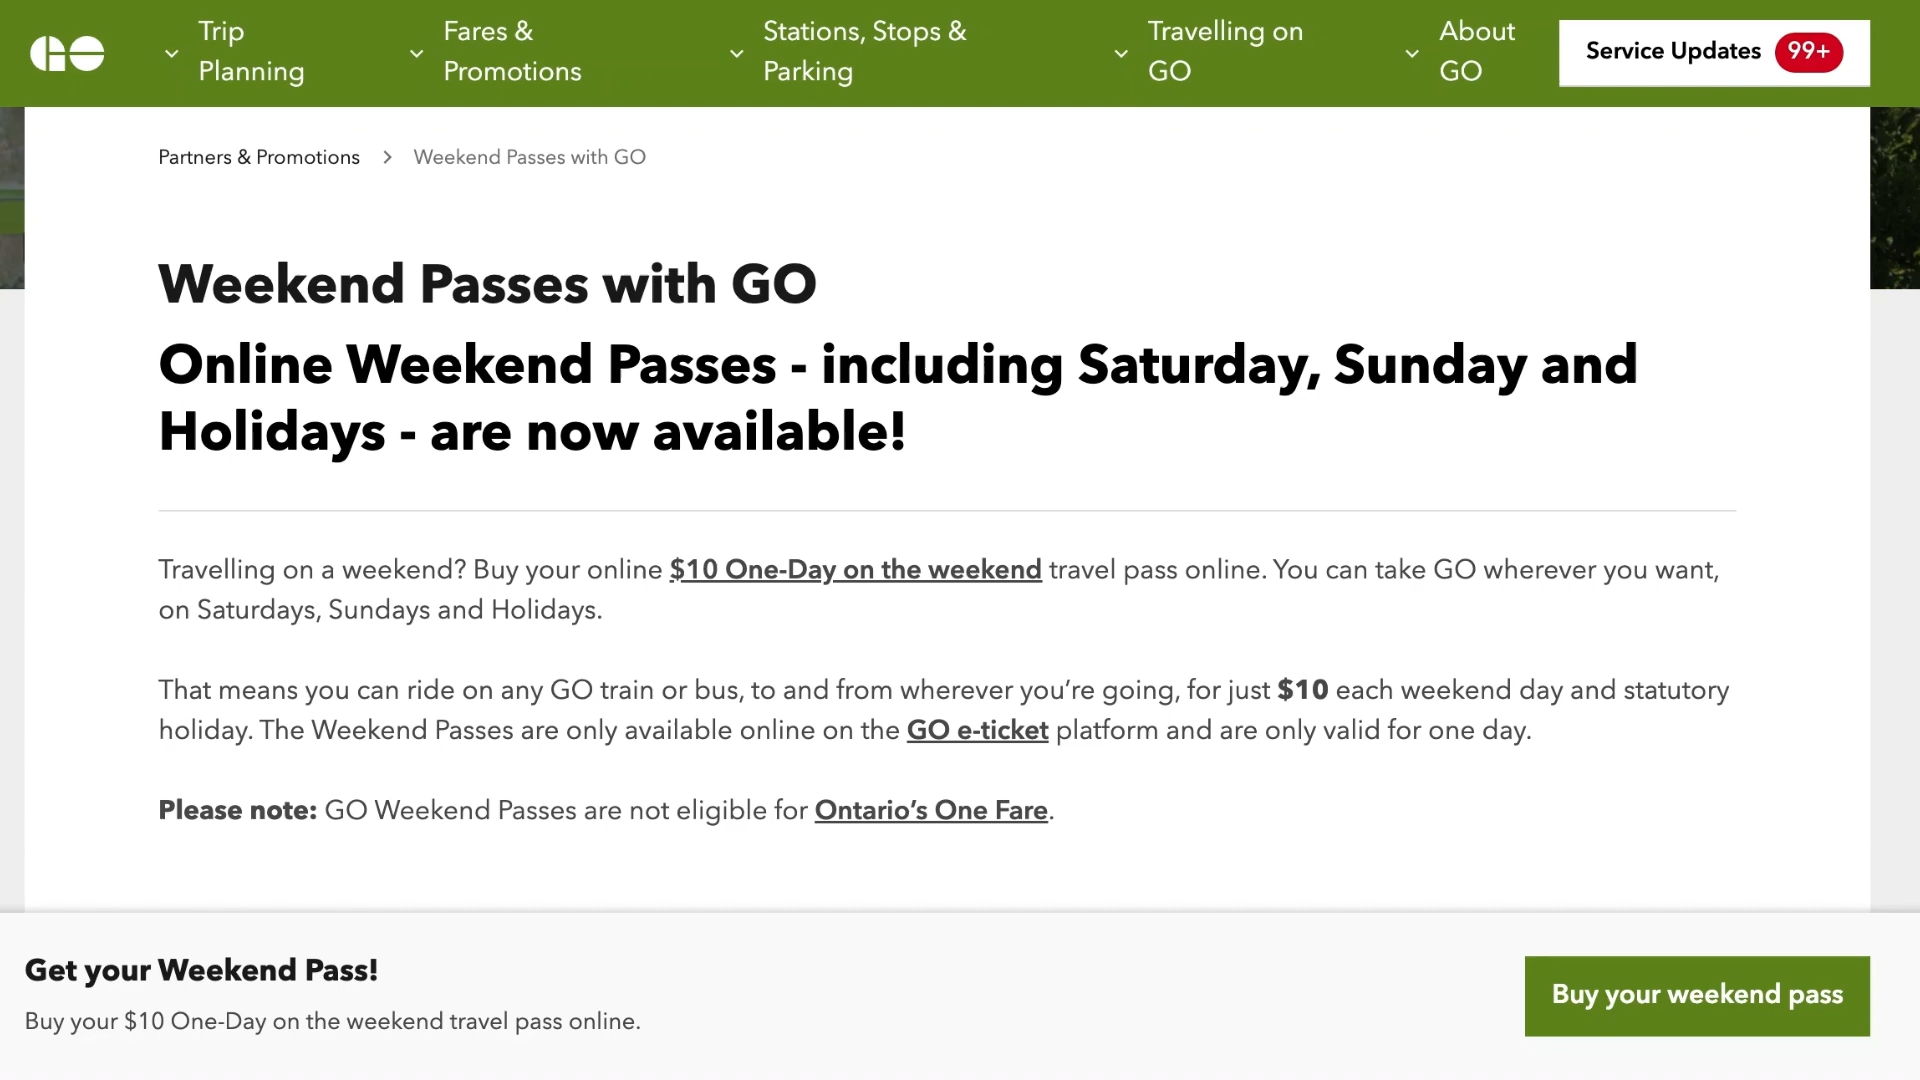 GO
Trip
Planning
Fares &
Promotions
Stations, Stops &
Parking
Travelling on
GO
About
GO
Service Updates 99+
Partners & Promotions > Weekend Passes with GO
Weekend Passes with GO
Online Weekend Passes - including Saturday, Sunday and
Holidays - are now available!
Travelling on a weekend? Buy your online $10 One-Day on the weekend travel pass online. You can take GO wherever you want,
on Saturdays, Sundays and Holidays.
That means you can ride on any GO train or bus, to and from wherever you’re going, for just $10 each weekend day and statutory
holiday. The Weekend Passes are only available online on the GO e-ticket platform and are only valid for one day.
Please note: GO Weekend Passes are not eligible for Ontario’s One Fare.
Get your Weekend Pass!
Buy your $10 One-Day on the weekend travel pass online.
Buy your weekend pass